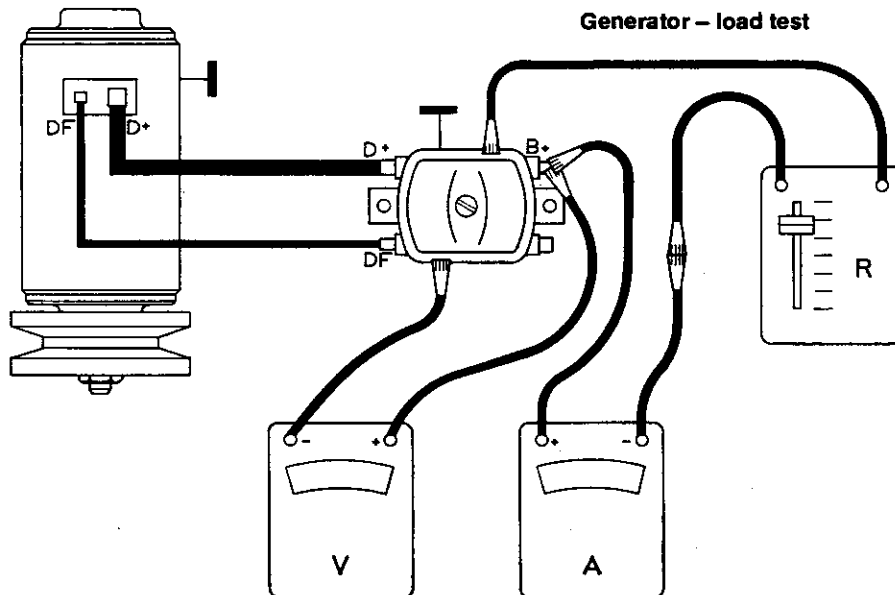 Generator – load test
DF D+
D+ B+
DF
R
- +
+ -
V
A